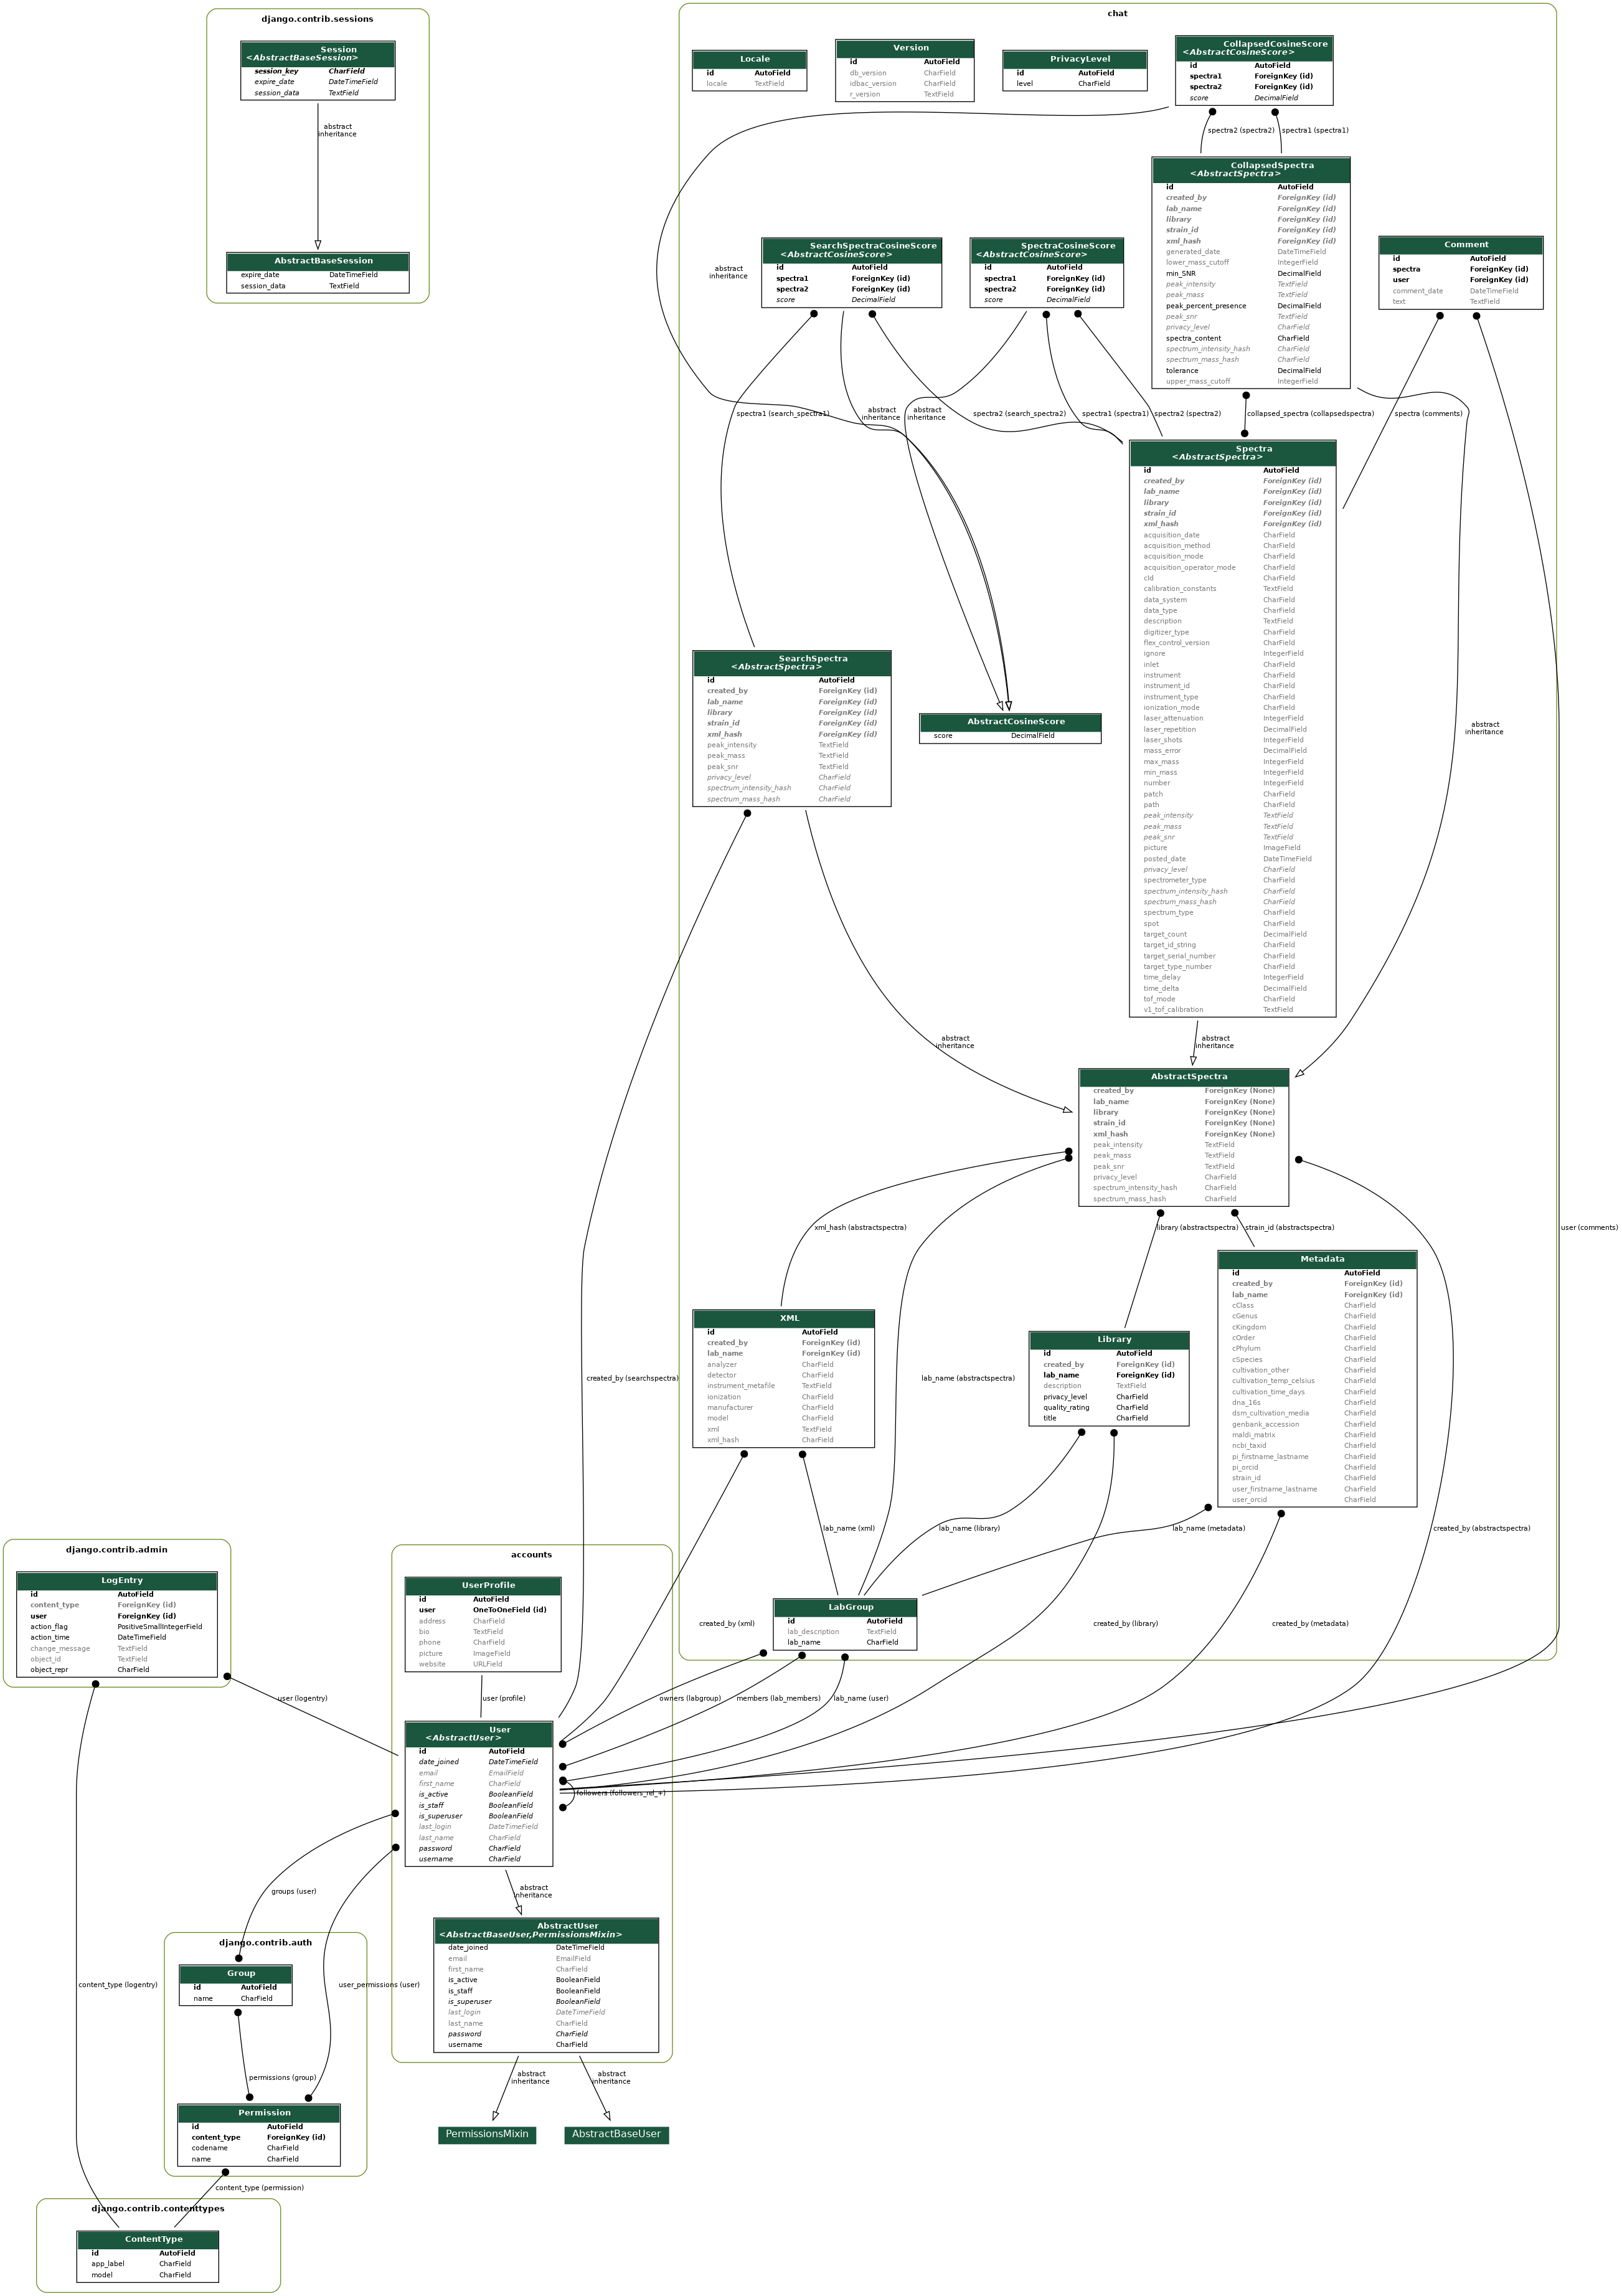 django.contrib.sessions
Session
<AbstractBaseSession>
session_key CharField
expire_date DateTimeField
session_data TextField
abstract
inheritance
AbstractBaseSession
expire_date DateTimeField
session_data TextField
chat
Locale
id AutoField
locale TextField
Version
id AutoField
db_version CharField
idbac_version CharField
r_version TextField
PrivacyLevel
id AutoField
level CharField
CollapsedCosineScore
<AbstractCosineScore>
id AutoField
spectra1 ForeignKey (id)
spectra2 ForeignKey (id)
score DecimalField
spectra2 (spectra2)
spectra1 (spectra1)
CollapsedSpectra
<AbstractSpectra>
id AutoField
created_by ForeignKey (id)
lab_name ForeignKey (id)
library ForeignKey (id)
strain_id ForeignKey (id)
xml_hash ForeignKey (id)
generated_date DateTimeField
lower_mass_cutoff IntegerField
min_SNR DecimalField
peak_intensity TextField
peak_mass TextField
peak_percent_presence DecimalField
peak_snr TextField
privacy_level CharField
spectra_content CharField
spectrum_intensity_hash CharField
spectrum_mass_hash CharField
tolerance DecimalField
upper_mass_cutoff IntegerField
abstract
inheritance
SearchSpectraCosineScore
<AbstractCosineScore>
id AutoField
spectra1 ForeignKey (id)
spectra2 ForeignKey (id)
score DecimalField
SpectraCosineScore
<AbstractCosineScore>
id AutoField
spectra1 ForeignKey (id)
spectra2 ForeignKey (id)
score DecimalField
Comment
id AutoField
spectra ForeignKey (id)
user ForeignKey (id)
comment_date DateTimeField
text TextField
spectra1 (search_spectra1)
abstract
inheritance
abstract
inheritance
spectra2 (search_spectra2)
spectra1 (spectra1)
spectra2 (spectra2)
collapsed_spectra (collapsedspectra)
spectra (comments)
Spectra
<AbstractSpectra>
id AutoField
created_by ForeignKey (id)
lab_name ForeignKey (id)
library ForeignKey (id)
strain_id ForeignKey (id)
xml_hash ForeignKey (id)
acquisition_date CharField
acquisition_method CharField
acquisition_mode CharField
acquisition_operator_mode CharField
cId CharField
calibration_constants TextField
data_system CharField
data_type CharField
description TextField
digitizer_type CharField
flex_control_version CharField
ignore IntegerField
inlet CharField
instrument CharField
instrument_id CharField
instrument_type CharField
ionization_mode CharField
laser_attenuation IntegerField
laser_repetition DecimalField
laser_shots IntegerField
mass_error DecimalField
max_mass IntegerField
min_mass IntegerField
number IntegerField
patch CharField
path CharField
peak_intensity TextField
peak_mass TextField
peak_snr TextField
picture ImageField
posted_date DateTimeField
privacy_level CharField
spectrometer_type CharField
spectrum_intensity_hash CharField
spectrum_mass_hash CharField
spectrum_type CharField
spot CharField
target_count DecimalField
target_id_string CharField
target_serial_number CharField
target_type_number CharField
time_delay IntegerField
time_delta DecimalField
tof_mode CharField
v1_tof_calibration TextField
SearchSpectra
<AbstractSpectra>
id AutoField
created_by ForeignKey (id)
lab_name ForeignKey (id)
library ForeignKey (id)
strain_id ForeignKey (id)
xml_hash ForeignKey (id)
peak_intensity TextField
peak_mass TextField
peak_snr TextField
privacy_level CharField
spectrum_intensity_hash CharField
spectrum_mass_hash CharField
AbstractCosineScore
score DecimalField
abstract
inheritance
abstract
inheritance
abstract
inheritance
AbstractSpectra
created_by ForeignKey (None)
lab_name ForeignKey (None)
library ForeignKey (None)
strain_id ForeignKey (None)
xml_hash ForeignKey (None)
peak_intensity TextField
peak_mass TextField
peak_snr TextField
privacy_level CharField
spectrum_intensity_hash CharField
spectrum_mass_hash CharField
xml_hash (abstractspectra)
library (abstractspectra)
strain_id (abstractspectra)
user (comments)
Metadata
id AutoField
created_by ForeignKey (id)
lab_name ForeignKey (id)
cClass CharField
cGenus CharField
cKingdom CharField
cOrder CharField
cPhylum CharField
cSpecies CharField
cultivation_other CharField
cultivation_temp_celsius CharField
cultivation_time_days CharField
dna_16s CharField
dsm_cultivation_media CharField
genbank_accession CharField
maldi_matrix CharField
ncbi_taxid CharField
pi_firstname_lastname CharField
pi_orcid CharField
strain_id CharField
user_firstname_lastname CharField
user_orcid CharField
XML
id AutoField
created_by ForeignKey (id)
lab_name ForeignKey (id)
analyzer CharField
detector CharField
instrument_metafile TextField
ionization CharField
manufacturer CharField
model CharField
xml TextField
xml_hash CharField
Library
id AutoField
created_by ForeignKey (id)
lab_name ForeignKey (id)
description TextField
privacy_level CharField
quality_rating CharField
title CharField
created_by (searchspectra)
lab_name (abstractspectra)
lab_name (xml)
lab_name (library)
lab_name (metadata)
created_by (abstractspectra)
LabGroup
id AutoField
lab_description TextField
lab_name CharField
created_by (xml)
created_by (library)
created_by (metadata)
django.contrib.admin
LogEntry
id AutoField
content_type ForeignKey (id)
user ForeignKey (id)
action_flag PositiveSmallIntegerField
action_time DateTimeField
change_message TextField
object_id TextField
object_repr CharField
accounts
UserProfile
id AutoField
user OneToOneField (id)
address CharField
bio TextField
phone CharField
picture ImageField
website URLField
user (logentry)
user (profile)
owners (labgroup)
members (lab_members)
lab_name (user)
User
<AbstractUser>
id AutoField
date_joined DateTimeField
email EmailField
first_name CharField
is_active BooleanField
is_staff BooleanField
is_superuser BooleanField
last_login DateTimeField
last_name CharField
password CharField
username CharField
followers (followers_rel_+)
groups (user)
abstract
inheritance
AbstractUser
<AbstractBaseUser,PermissionsMixin>
date_joined DateTimeField
email EmailField
first_name CharField
is_active BooleanField
is_staff BooleanField
is_superuser BooleanField
last_login DateTimeField
last_name CharField
password CharField
username CharField
django.contrib.auth
Group
id AutoField
name CharField
content_type (logentry)
user_permissions (user)
permissions (group)
abstract
inheritance
abstract
inheritance
Permission
id AutoField
content_type ForeignKey (id)
codename CharField
name CharField
PermissionsMixin
AbstractBaseUser
content_type (permission)
django.contrib.contenttypes
ContentType
id AutoField
app_label CharField
model CharField